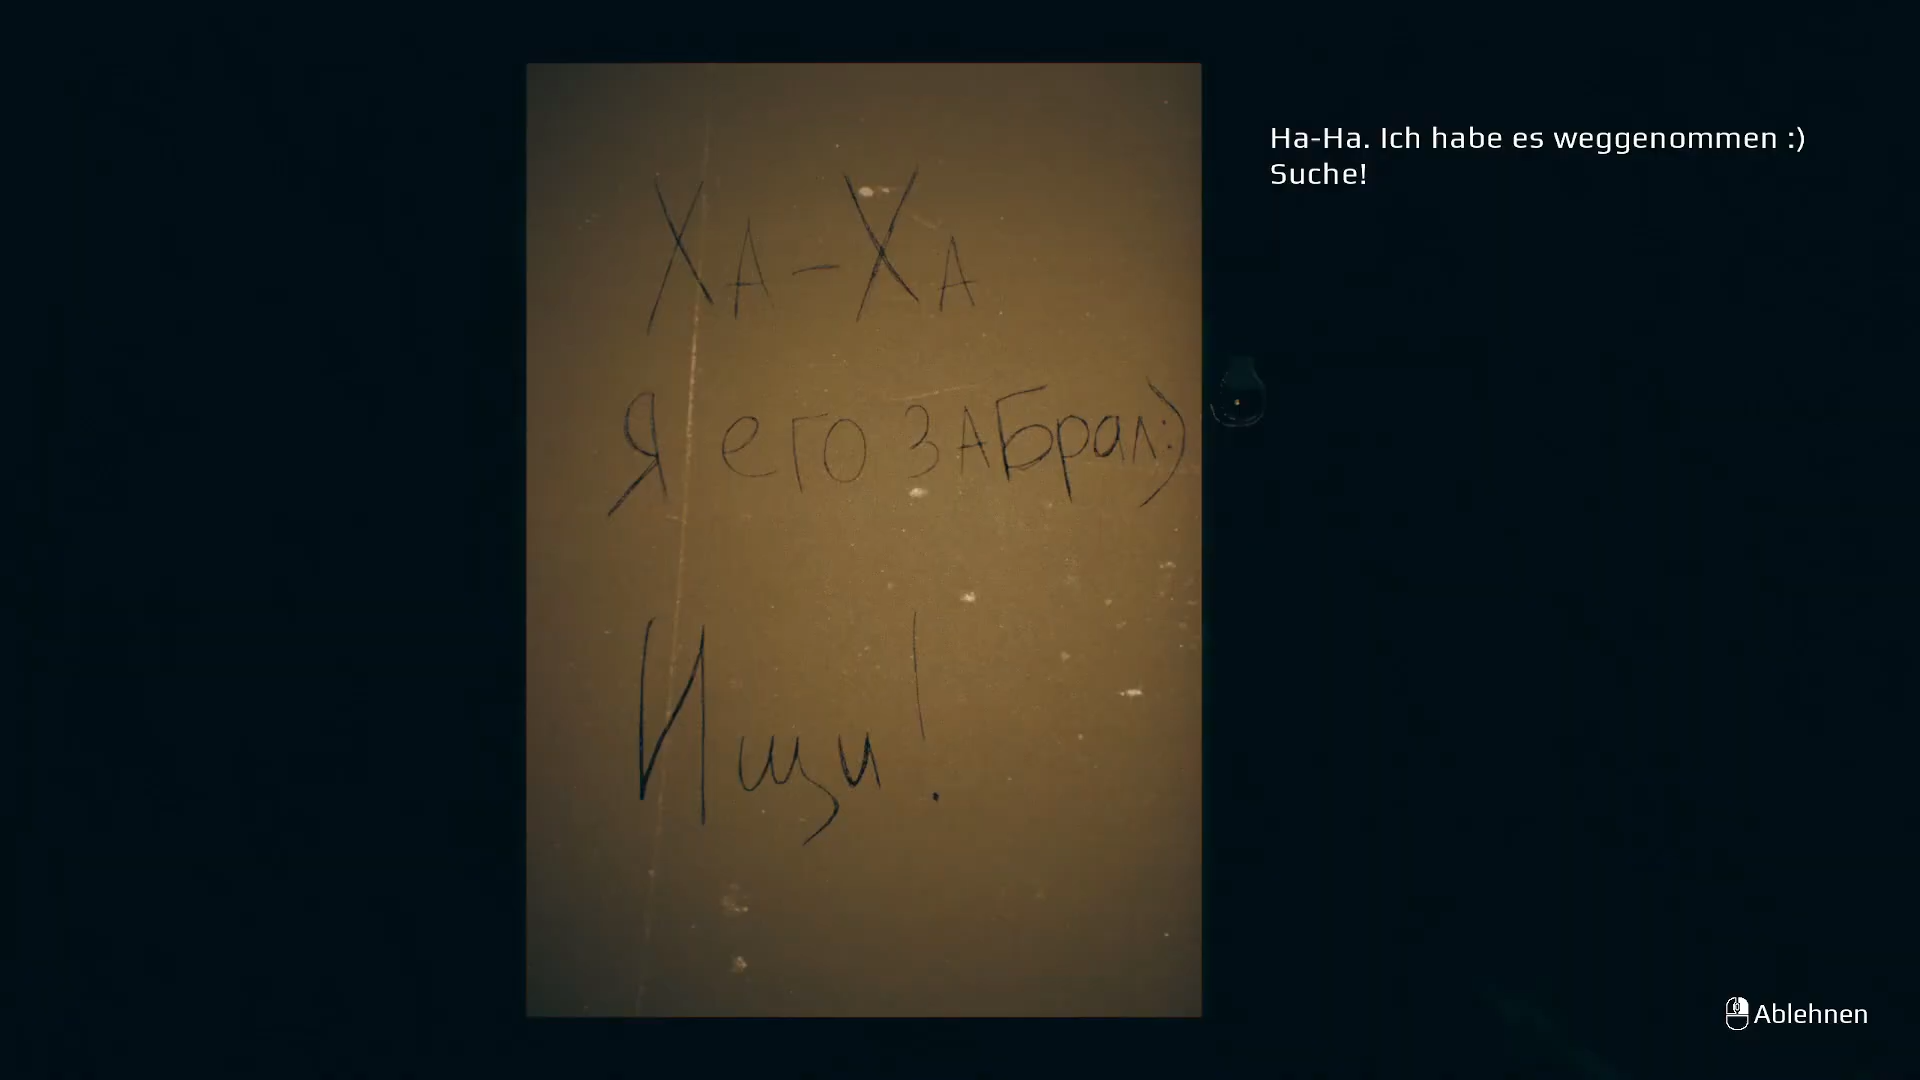 Ха-Ха
Я его забрал:)
Ищи!
Ha-Ha. Ich habe es weggenommen :)
Suche!
Ablehnen